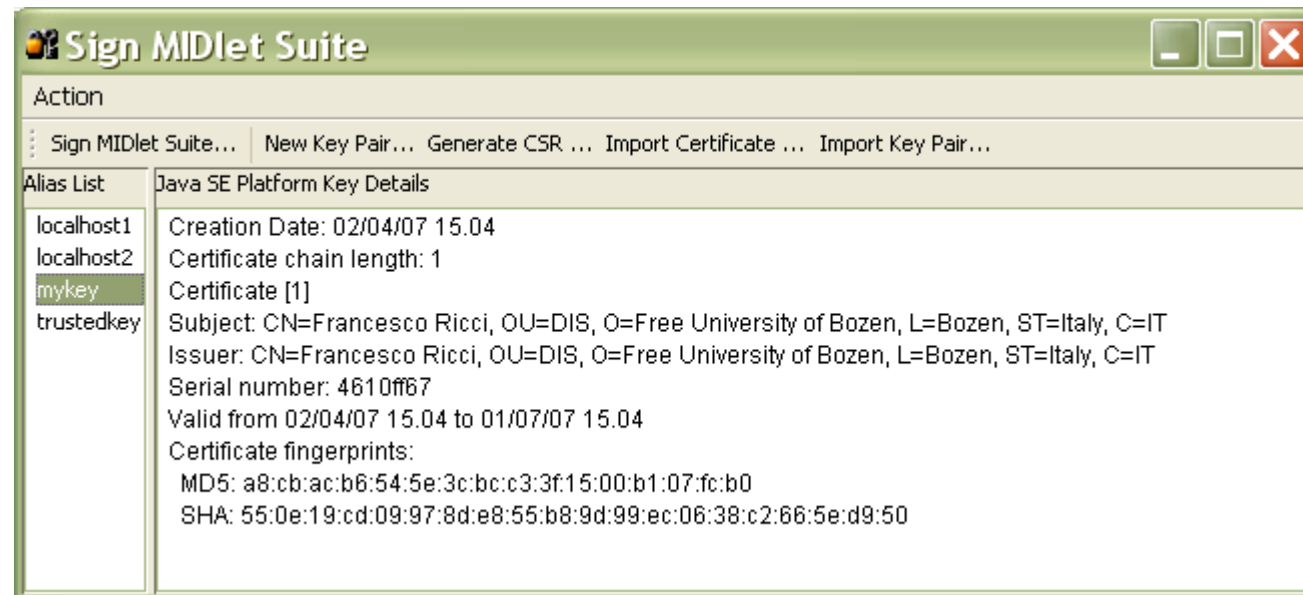 Sign MIDlet Suite
Action
Sign MIDlet Suite... New Key Pair... Generate CSR ... Import Certificate ... Import Key Pair...
Alias List
Java SE Platform Key Details
localhost1
localhost2
mykey
trustedkey
Creation Date: 02/04/07 15.04
Certificate chain length: 1
Certificate [1]
Subject: CN=Francesco Ricci, OU=DIS, O=Free University of Bozen, L=Bozen, ST=Italy, C=IT
Issuer: CN=Francesco Ricci, OU=DIS, O=Free University of Bozen, L=Bozen, ST=Italy, C=IT
Serial number: 4610ff67
Valid from 02/04/07 15.04 to 01/07/07 15.04
Certificate fingerprints:
MD5: a8:cb:ac:b6:54:5e:3c:bc:c3:3f:15:00:b1:07:fc:b0
SHA: 55:0e:19:cd:09:97:8d:e8:55:b8:9d:99:ec:06:38:c2:66:5e:d9:50